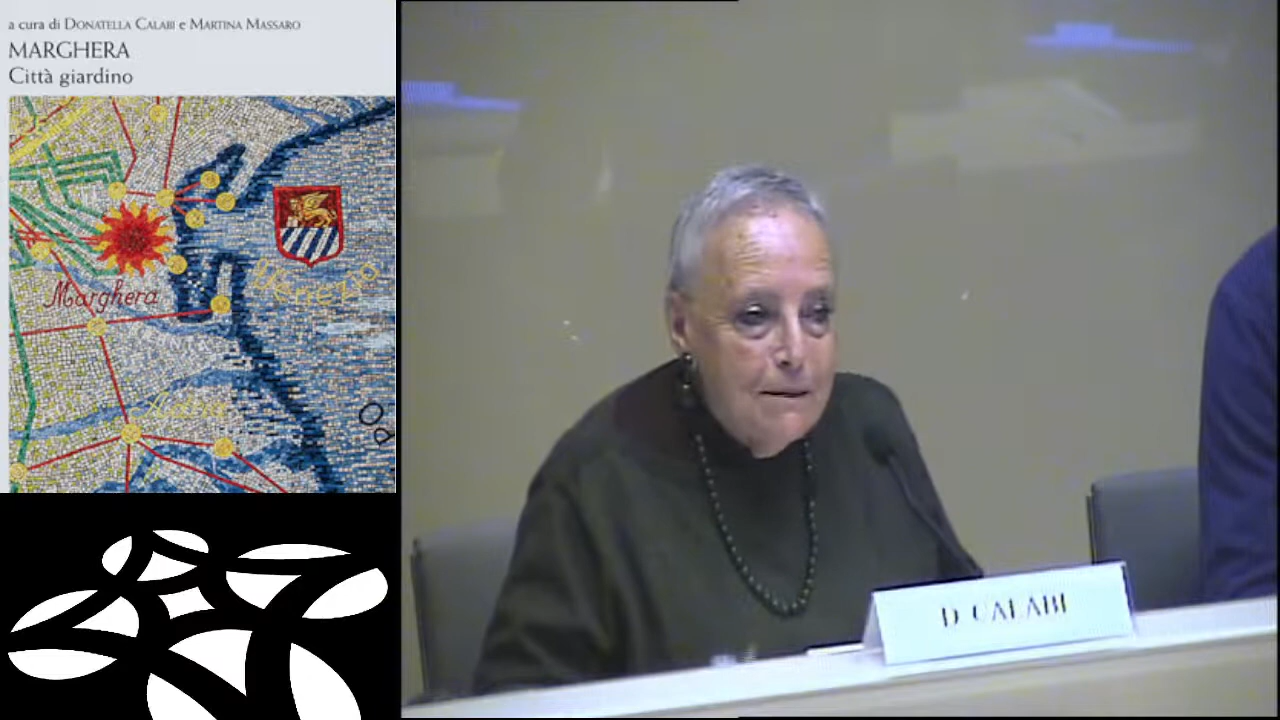 a cura di Donatella Calabi e Martina Massaro
MARGHERA
Città giardino
Marghera
Venezia
D. CALABI